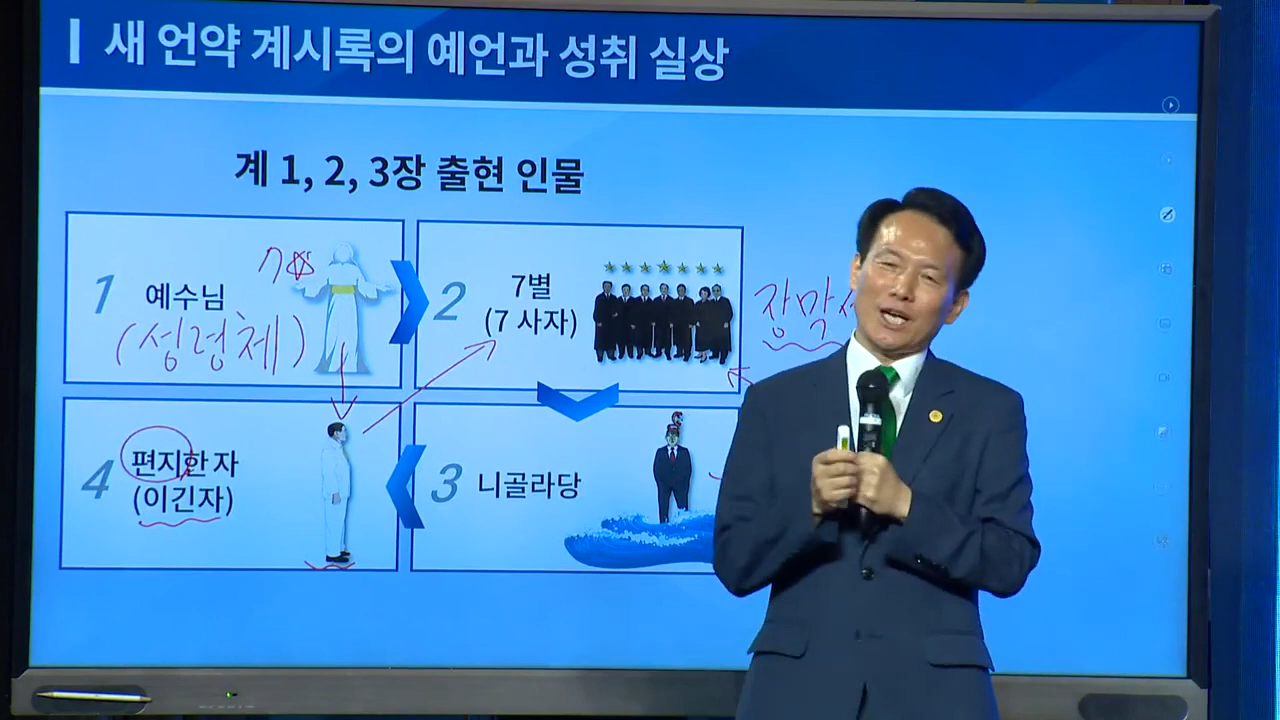 새 언약 계시록의 예언과 성취 실상
계 1, 2, 3장 출현 인물
1
예수님
(성령체)
7
2
7별
(7 사자)
장막
4
편지한 자
(이긴자)
3
니골라당